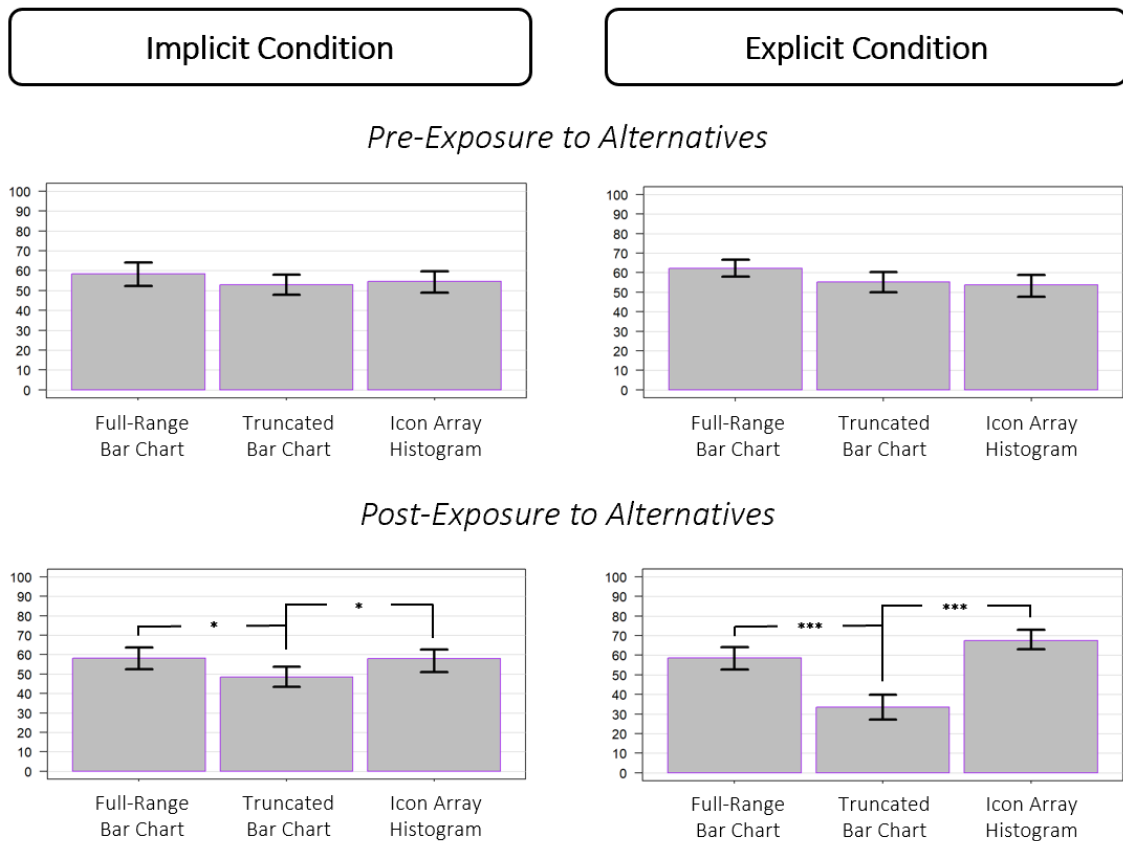 Implicit Condition
Explicit Condition
Pre-Exposure to Alternatives
100
90
80
70
60
50
40
30
20
10
0
Full-Range
Bar Chart
Truncated
Bar Chart
Icon Array
Histogram
100
90
80
70
60
50
40
30
20
10
0
Full-Range
Bar Chart
Truncated
Bar Chart
Icon Array
Histogram
Post-Exposure to Alternatives
100
90
80
70
60
50
40
30
20
10
0
*
*
Full-Range
Bar Chart
Truncated
Bar Chart
Icon Array
Histogram
100
90
80
70
60
50
40
30
20
10
0
***
***
Full-Range
Bar Chart
Truncated
Bar Chart
Icon Array
Histogram